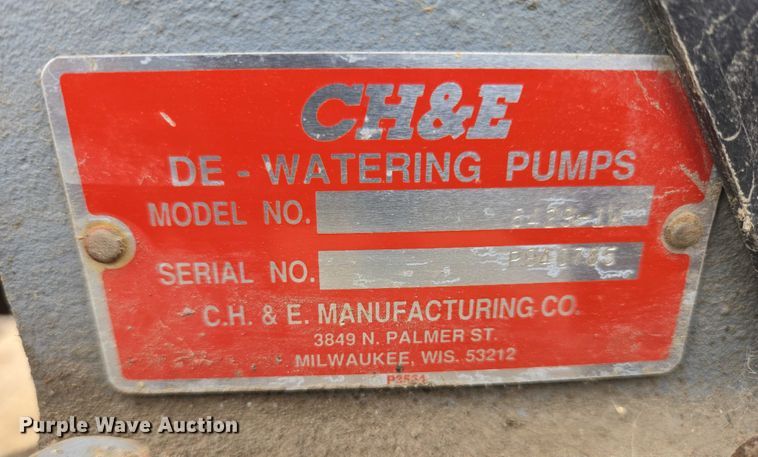 CH&E
DE - WATERING PUMPS
MODEL NO.
SERIAL NO.
C.H. & E. MANUFACTURING CO.
3849 N. PALMER ST.
MILWAUKEE, WIS. 53212
Purple Wave Auction